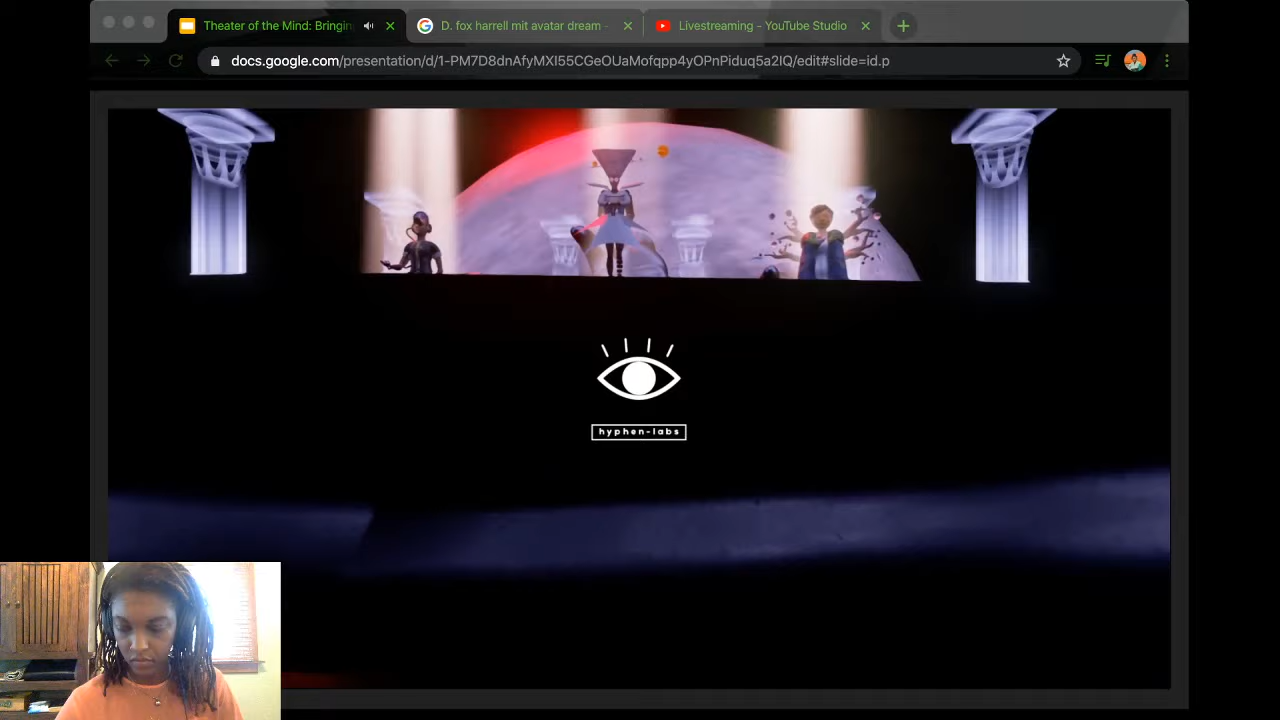 Theater of the Mind: Bringin
D. fox harrell mit avatar dream -
Livestreaming - YouTube Studio
docs.google.com/presentation/d/1-PM7D8dnAfyMXI55CGeOUaMofqpp4yOPnPiduq5a2IQ/edit#slide=id.p
hyphen-labs